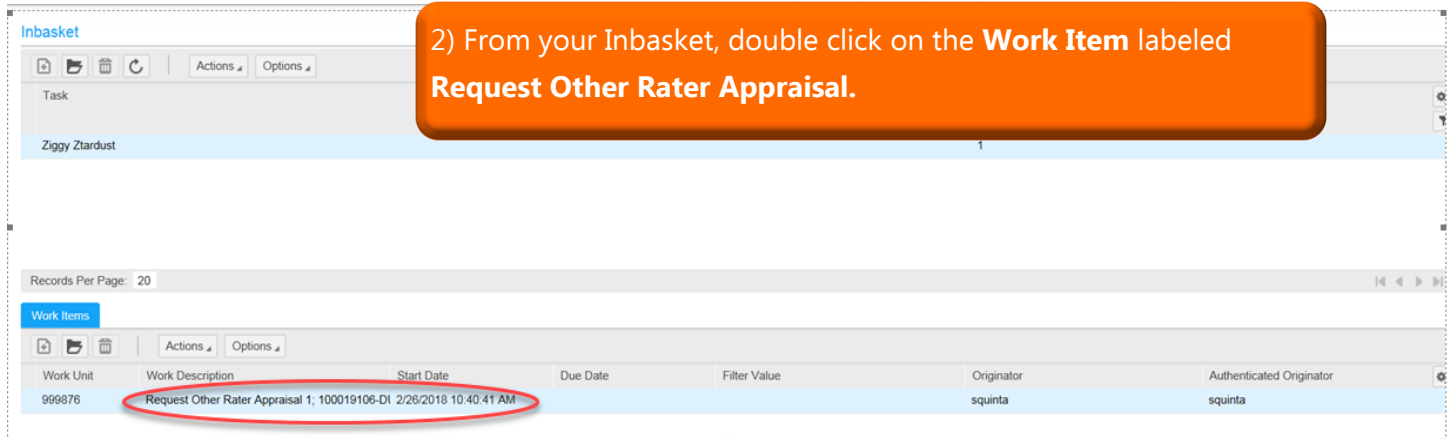 Inbasket
2) From your Inbasket, double click on the Work Item labeled
Request Other Rater Appraisal.
Actions Options
Task
Ziggy Ztardust 1
Records Per Page: 20
Work Items
Actions Options
Work Unit Work Description Start Date Due Date Filter Value Originator Authenticated Originator
999876 Request Other Rater Appraisal 1; 100019106-DU 2/26/2018 10:40:41 AM squinta squinta